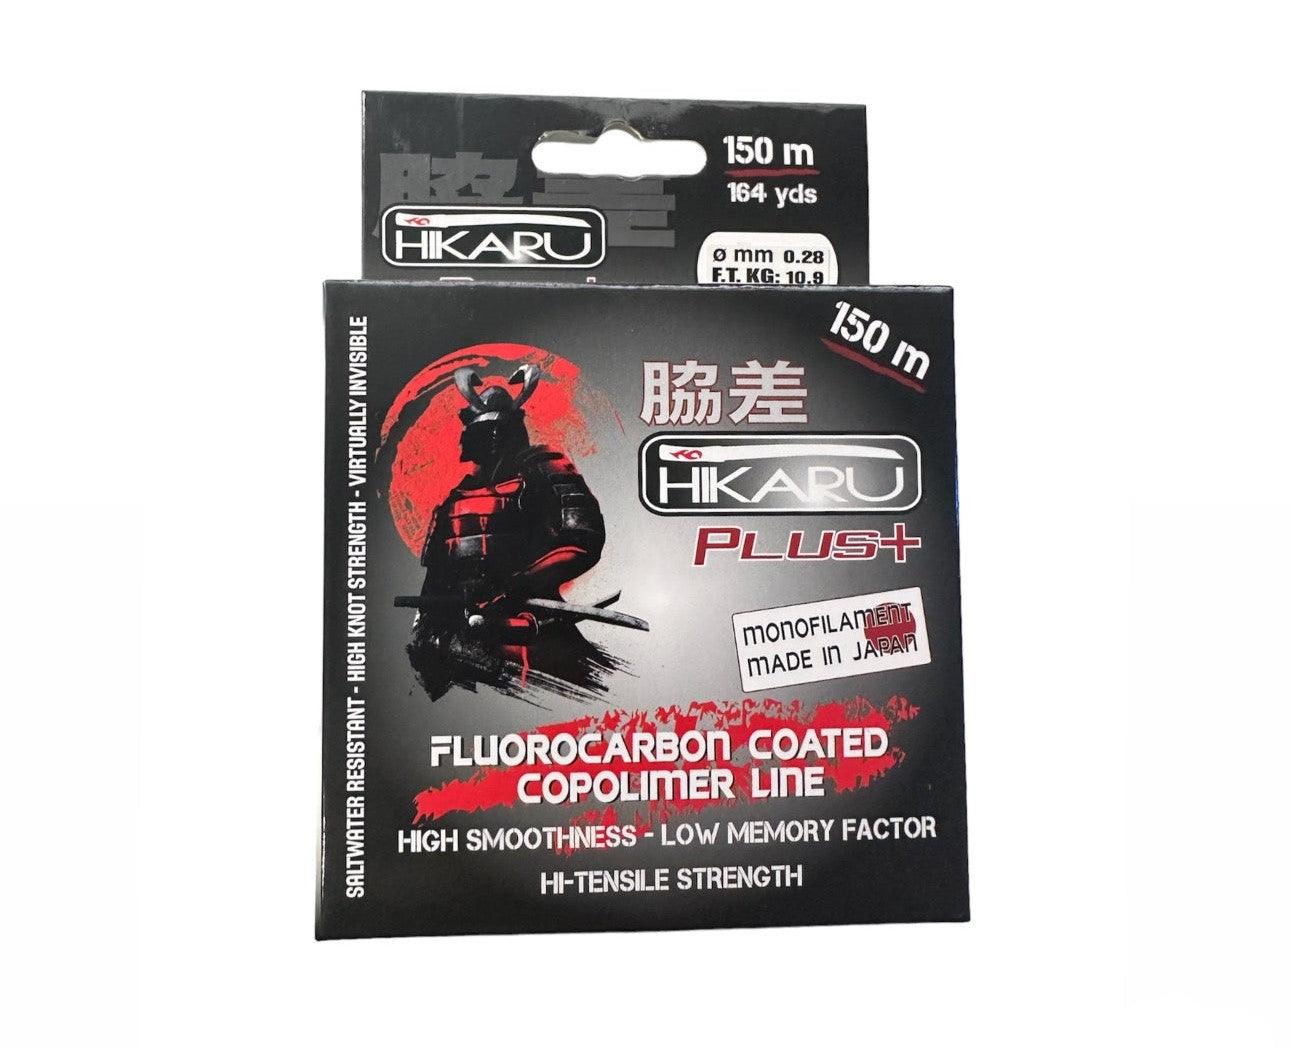 脇差
150 m
164 yds
HIKARU
ø mm 0.28
F.T. KG: 10.9
150 m
脇差
HIKARU
PLUS+
MONOFILAMENT
MADE IN JAPAN
FLUOROCARBON COATED
COPOLIMER LINE
HIGH SMOOTHNESS - LOW MEMORY FACTOR
HI-TENSILE STRENGTH
SALTWATER RESISTANT - HIGH KNOT STRENGTH - VIRTUALLY INVISIBLE